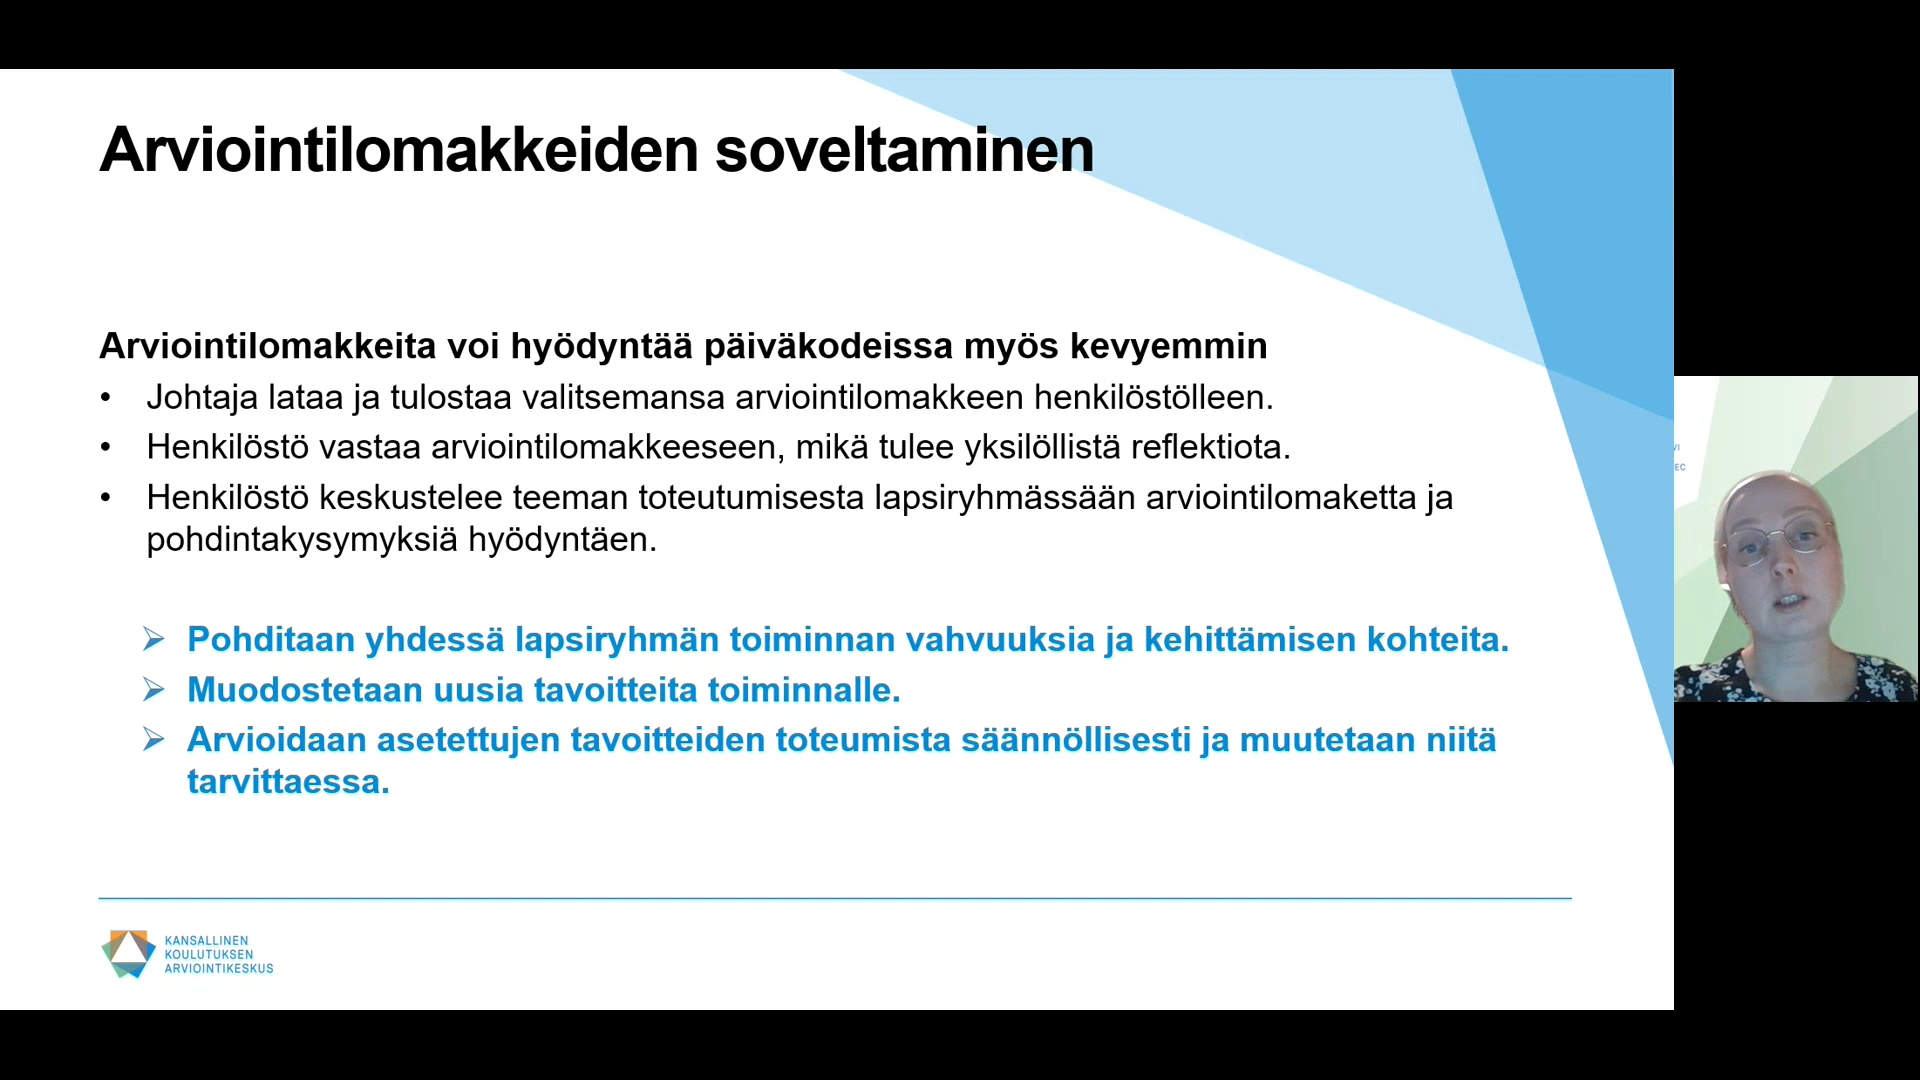 Arviointilomakkeiden soveltaminen
Arviointilomakkeita voi hyödyntää päiväkodeissa myös kevyemmin
• Johtaja lataa ja tulostaa valitsemansa arviointilomakkeen henkilöstölleen.
• Henkilöstö vastaa arviointilomakkeeseen, mikä tulee yksilöllistä reflektiota.
• Henkilöstö keskustelee teeman toteutumisesta lapsiryhmässään arviointilomaketta ja
pohdintakysymyksiä hyödyntäen.
➢ Pohditaan yhdessä lapsiryhmän toiminnan vahvuuksia ja kehittämisen kohteita.
➢ Muodostetaan uusia tavoitteita toiminnalle.
➢ Arvioidaan asetettujen tavoitteiden toteumista säännöllisesti ja muutetaan niitä
tarvittaessa.
KANSALLINEN
KOULUTUKSEN
ARVIOINTIKESKUS